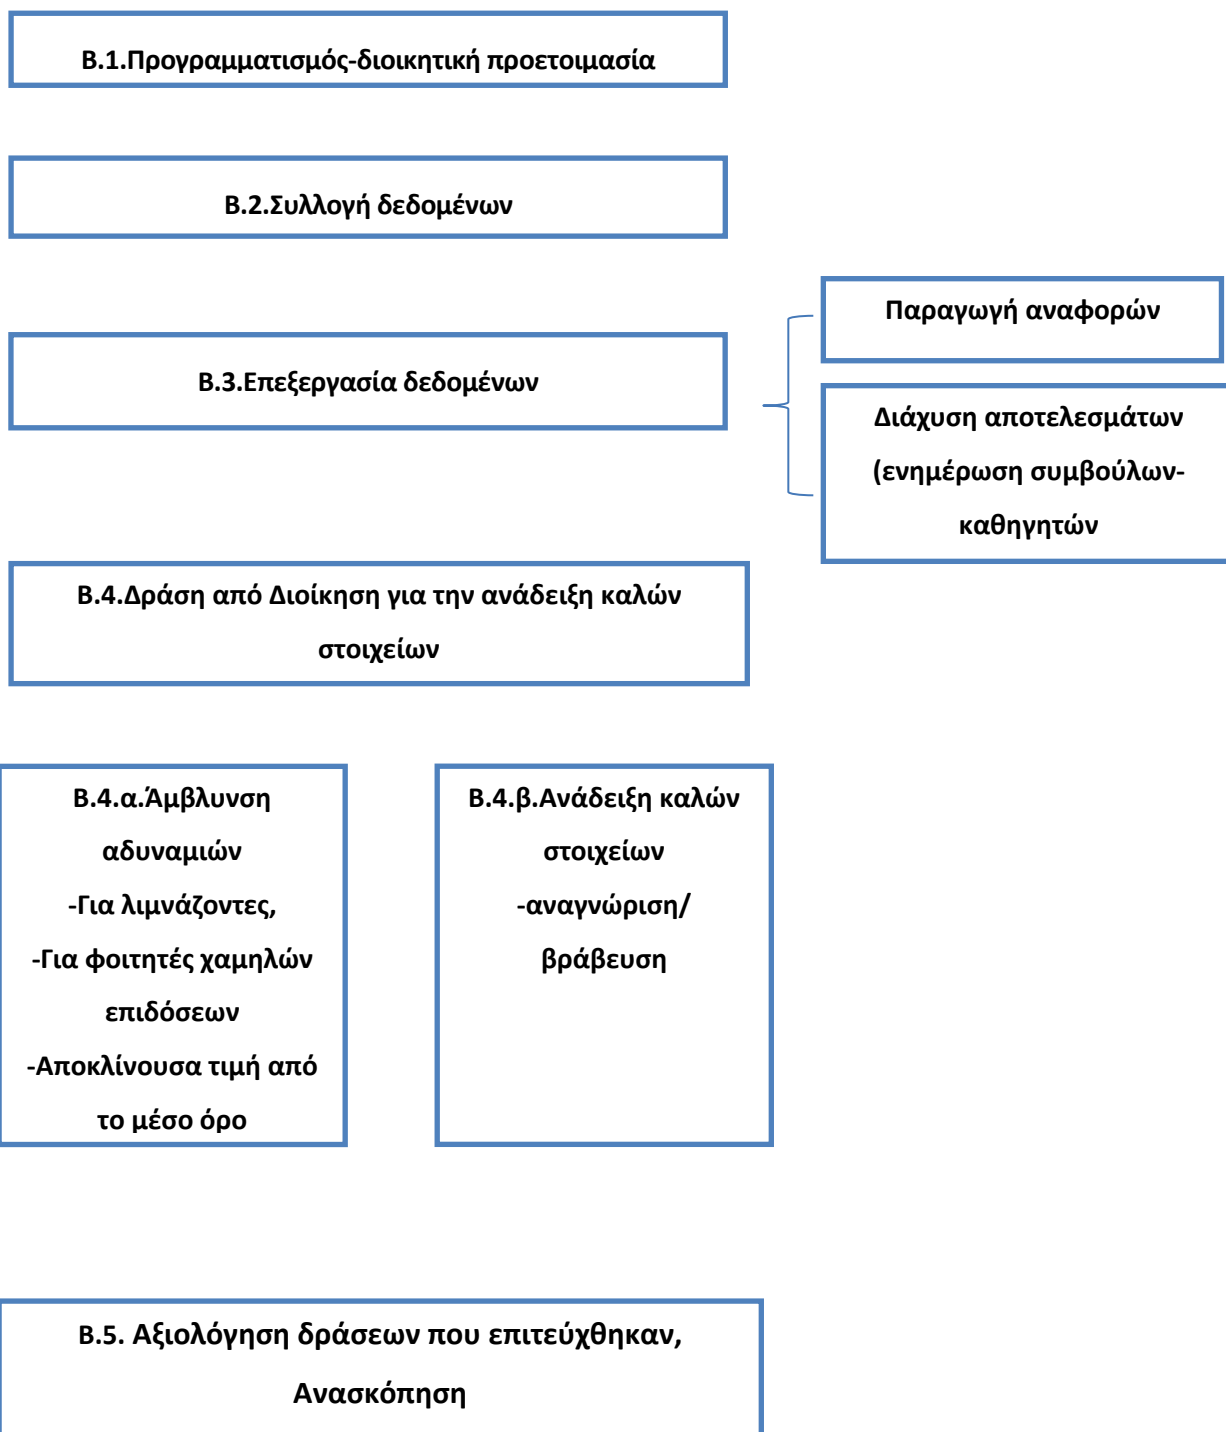 Β.1.Προγραμματισμός-διοικητική προετοιμασία
Β.2.Συλλογή δεδομένων
Β.3.Επεξεργασία δεδομένων
Παραγωγή αναφορών
Διάχυση αποτελεσμάτων
(ενημέρωση συμβούλων-
καθηγητών
Β.4.Δράση από Διοίκηση για την ανάδειξη καλών
στοιχείων
Β.4.α.Άμβλυνση
αδυναμιών
-Για λιμνάζοντες,
-Για φοιτητές χαμηλών
επιδόσεων
-Αποκλίνουσα τιμή από
το μέσο όρο
Β.4.β.Ανάδειξη καλών
στοιχείων
-αναγνώριση/
βράβευση
Β.5. Αξιολόγηση δράσεων που επιτεύχθηκαν,
Ανασκόπηση